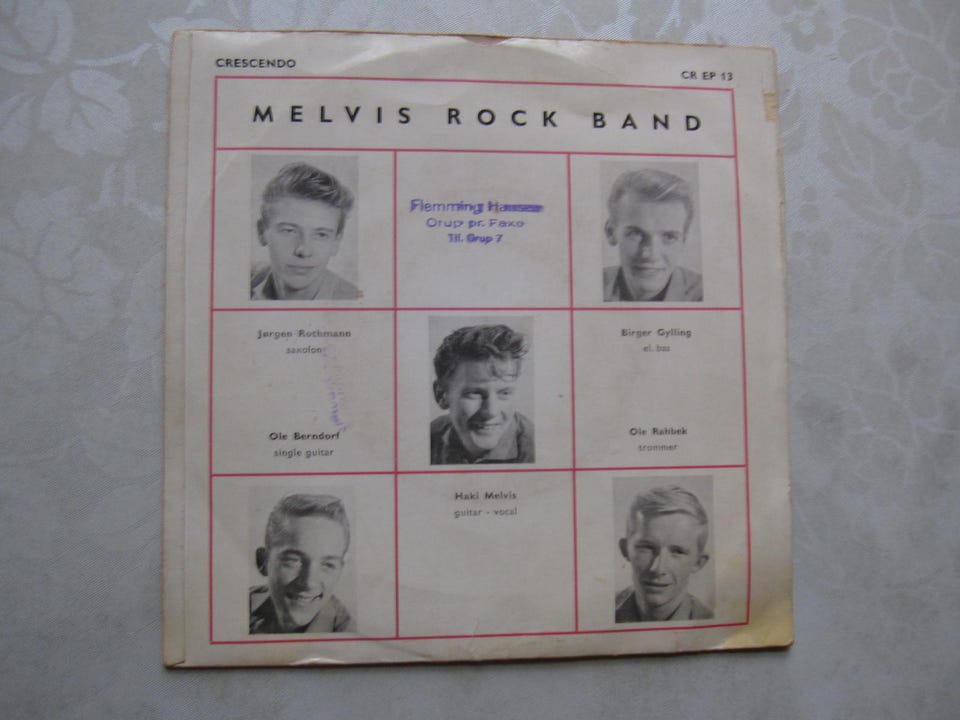 CRESCENDO
CR EP 13
MELVIS ROCK BAND
Flemming Hansen
Orup pr. Faxe
Tlf. Orup 7
Jørgen Rothmann
saxofon
Birger Gylling
el. bas
Ole Berndorf
single guitar
Ole Rahbek
trommer
Haki Melvis
guitar - vocal